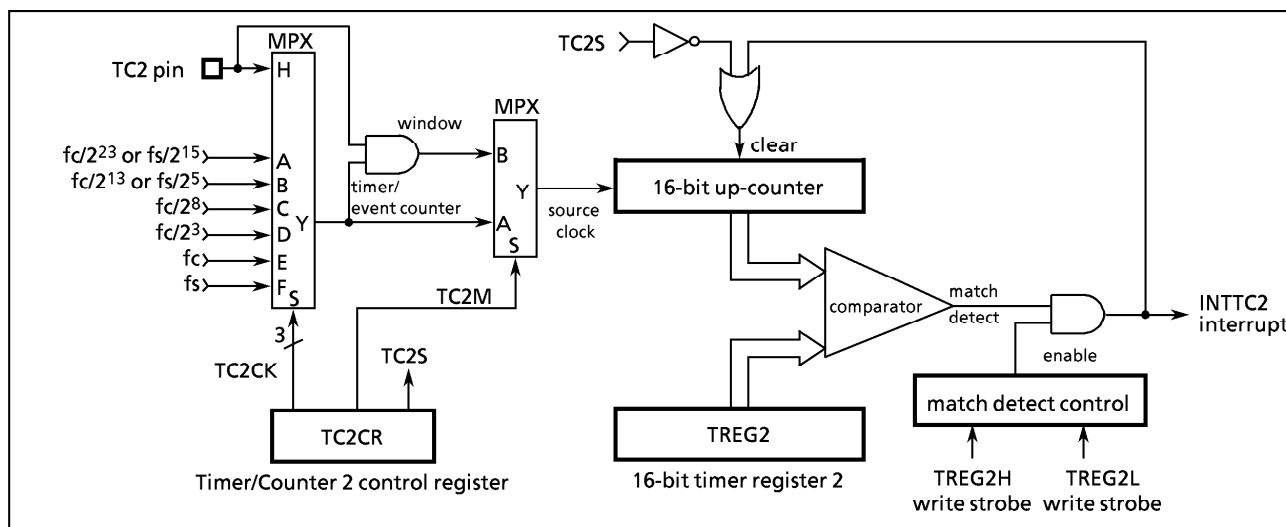 MPX
TC2 pin
H
fc/2²³ or fs/2¹⁵
A
fc/2¹³ or fs/2⁵
B
fc/2⁸
C
fc/2³
D
fc
E
fs
F
Y
S
3
TC2CK
window
timer/
event counter
MPX
B
Y
A
S
TC2M
TC2S
TC2CR
Timer/Counter 2 control register
source
clock
TC2S
clear
16-bit up-counter
comparator
match
detect
enable
INTTC2
interrupt
match detect control
TREG2
16-bit timer register 2
TREG2H
write strobe
TREG2L
write strobe